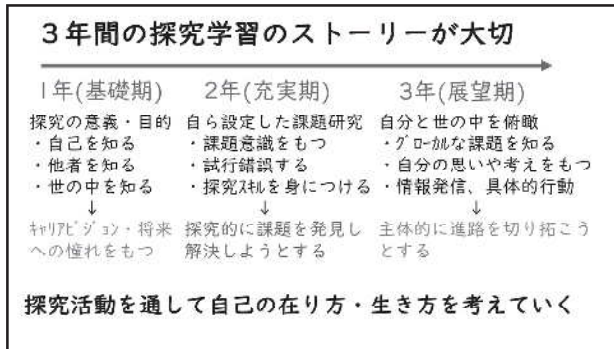 ３年間の探究学習のストーリーが大切
1年(基礎期)
探究の意義・目的
・自己を知る
・他者を知る
・世の中を知る
↓
ｷｬﾘｱﾋﾞｼﾞｮﾝ・将来
への憧れをもつ
2年(充実期)
自ら設定した課題研究
・課題意識をもつ
・試行錯誤する
・探究ｽｷﾙを身につける
↓
探究的に課題を発見し
解決しようとする
3年(展望期)
自分と世の中を俯瞰
・ｸﾞﾛｰｶﾙな課題を知る
・自分の思いや考えをもつ
・情報発信、具体的行動
↓
主体的に進路を切り拓こう
とする
探究活動を通して自己の在り方・生き方を考えていく